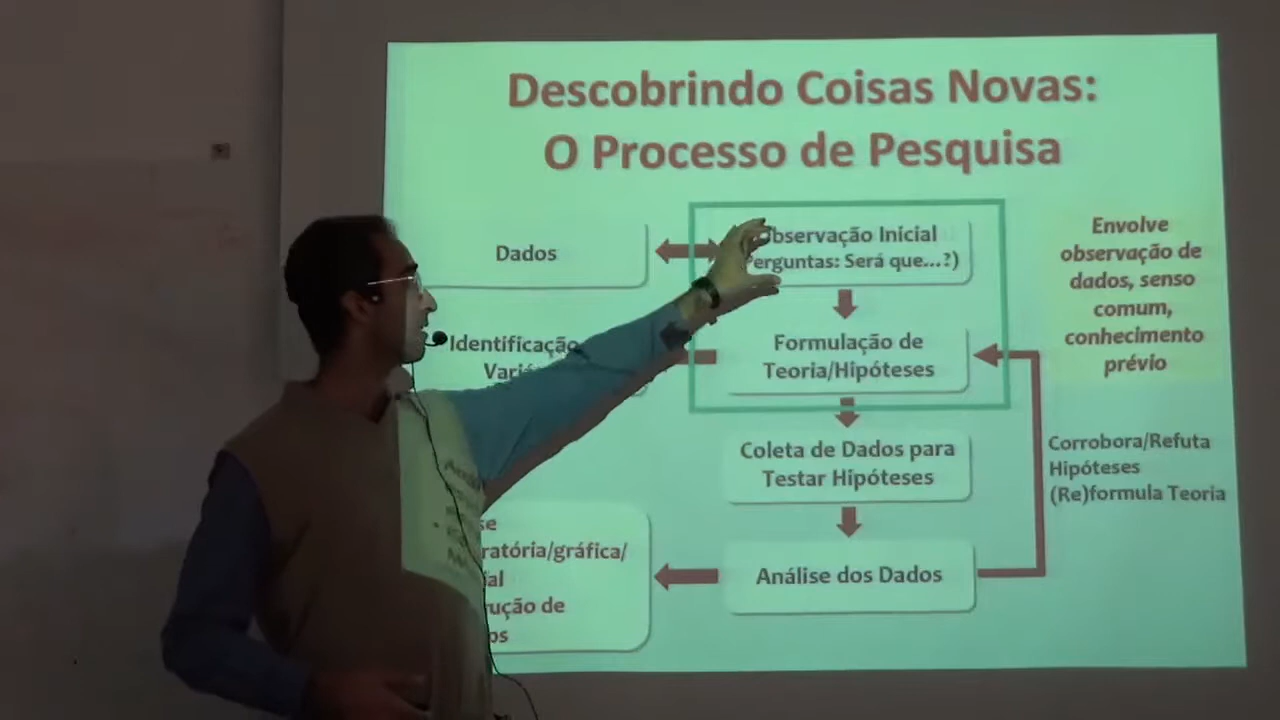 Descobrindo Coisas Novas:
O Processo de Pesquisa
Dados
Observação Inicial
Perguntas: Será que...?)
Envolve
observação de
dados, senso
comum,
conhecimento
prévio
Identificação
Formulação de
Teoria/Hipóteses
Coleta de Dados para
Testar Hipóteses
Corrobora/Refuta
Hipóteses
(Re)formula Teoria
ratória/gráfica/
ução de
Análise dos Dados